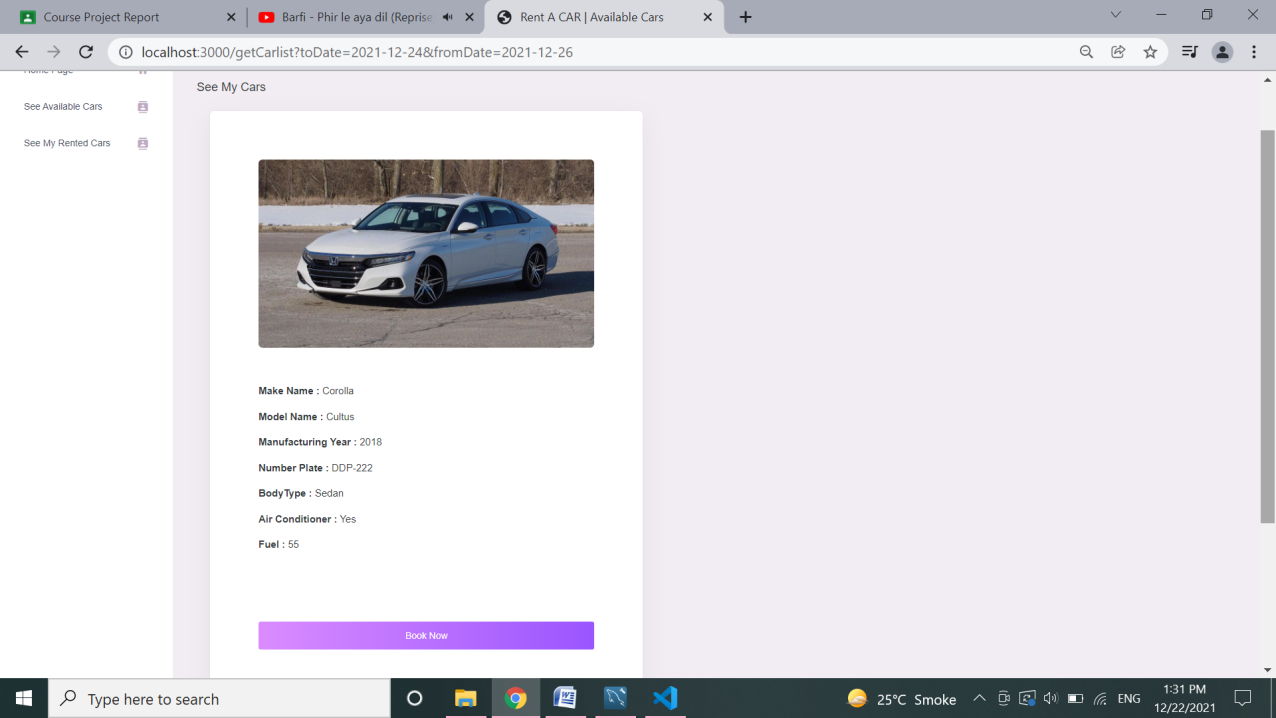 Course Project Report
Barfi - Phir le aya dil (Reprise
Rent A CAR | Available Cars
localhost:3000/getCarlist?toDate=2021-12-24&fromDate=2021-12-26
Home Page
See Available Cars
See My Rented Cars
See My Cars
Make Name : Corolla
Model Name : Cultus
Manufacturing Year : 2018
Number Plate : DDP-222
BodyType : Sedan
Air Conditioner : Yes
Fuel : 55
Book Now
Type here to search
25°C Smoke
ENG
1:31 PM
12/22/2021